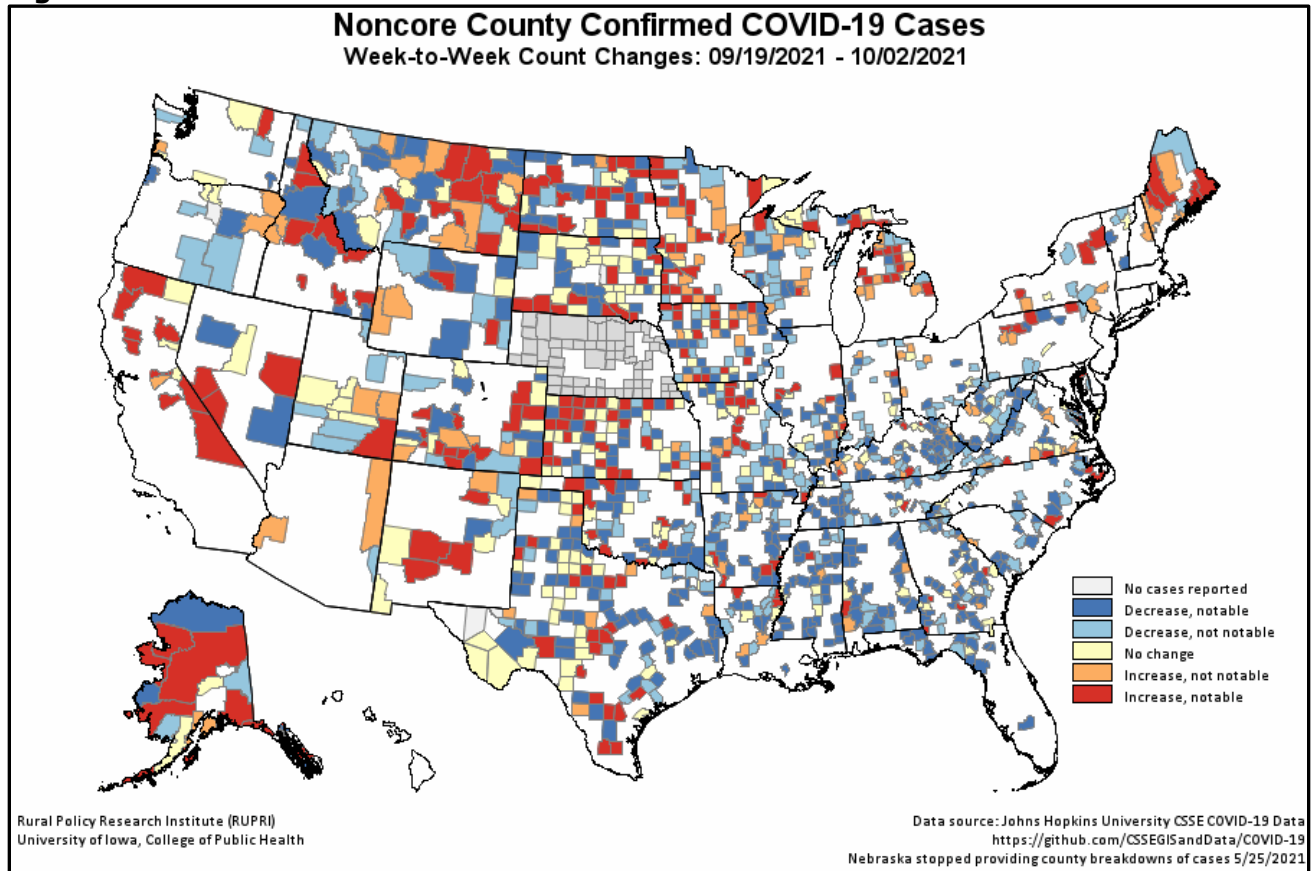 Noncore County Confirmed COVID-19 Cases
Week-to-Week Count Changes: 09/19/2021 - 10/02/2021
No cases reported
Decrease, notable
Decrease, not notable
No change
Increase, not notable
Increase, notable
Rural Policy Research Institute (RUPRI)
University of Iowa, College of Public Health
Data source: Johns Hopkins University CSSE COVID-19 Data
https://github.com/CSSEGISandData/COVID-19
Nebraska stopped providing county breakdowns of cases 5/25/2021